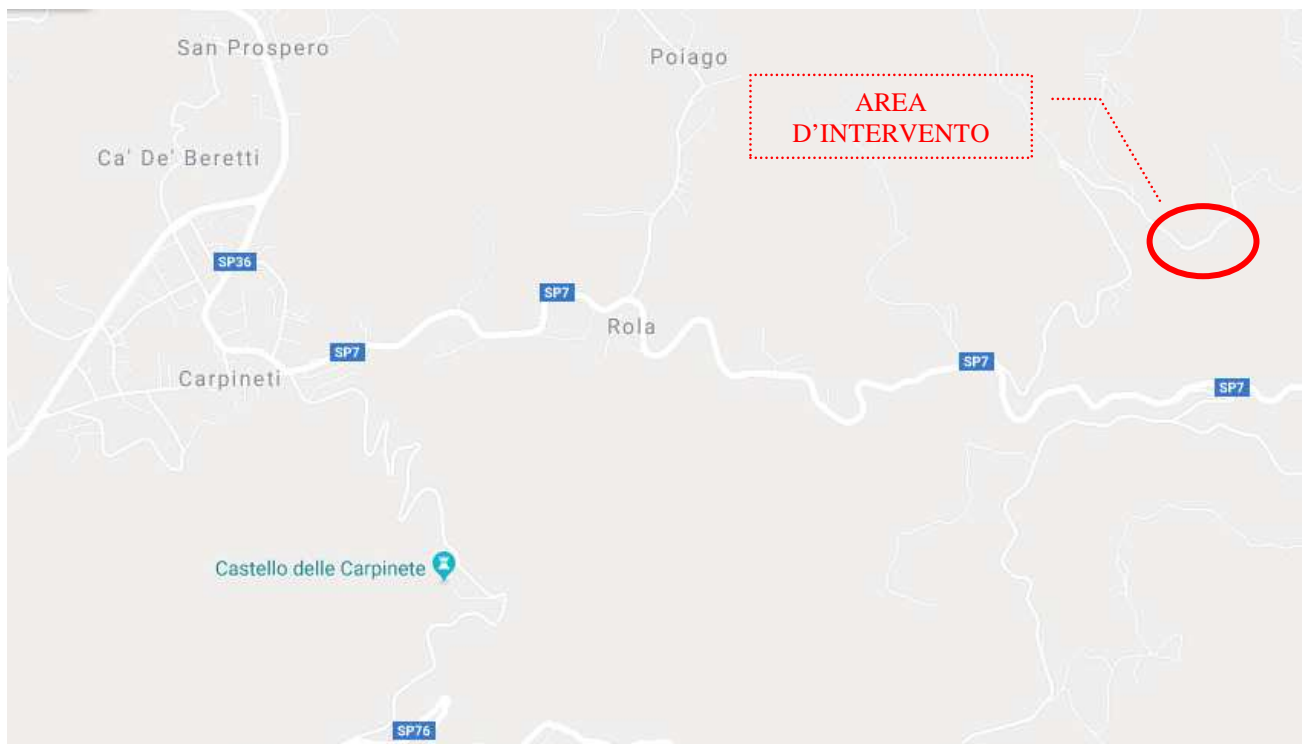 San Prospero
Poiago
AREA
D'INTERVENTO
Ca' De' Beretti
SP36
SP7
Rola
SP7
SP7
Carpineti
SP7
Castello delle Carpinete
SP76